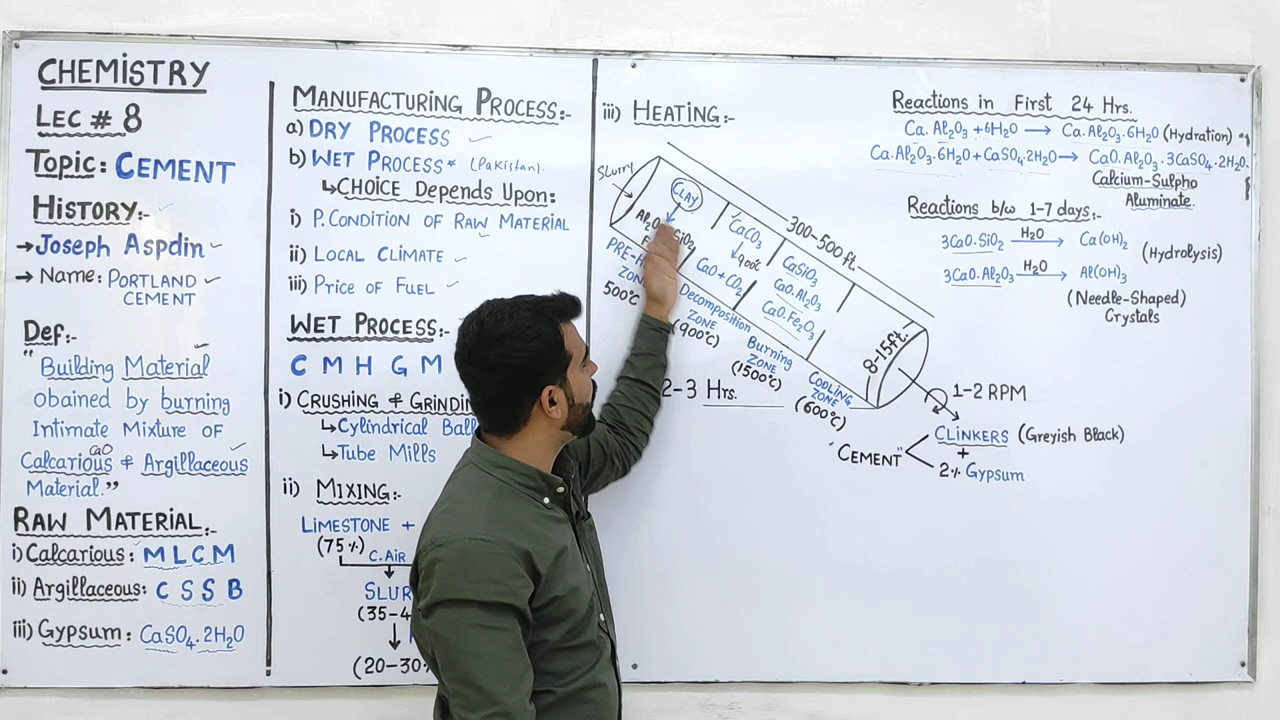 CHEMISTRY
LEC # 8
Topic: CEMENT
HISTORY:
→ Joseph Aspdin
→ Name: PORTLAND
CEMENT
Def:
"Building Material
obained by burning
Intimate Mixture OF
CaO
Calcarious & Argillaceous
Material."
RAW MATERIAL:-
i) Calcarious: M L C M
ii) Argillaceous: C S S B
iii) Gypsum: CaSO₄.2H₂O
MANUFACTURING PROCESS:-
a) DRY PROCESS
b) WET PROCESS* (Pakistan).
↳CHOICE Depends Upon:
i) P. CONDITION OF RAW MATERIAL
ii) LOCAL CLIMATE
iii) Price of FUEL
WET PROCESS:-
C M H G M
i) CRUSHING &
↳Cylindrical
↳Tube Mills
ii) MIXING:-
LIMESTONE +
(75%)
C.AIR
(20-30%
iii) HEATING:-
Slurry
CLAY
CaCO₃
↓900°C
CaO + CO₂
CaSiO₃
CaO.Al₂O₃
CaO.Fe₂O₃
300-500 ft.
8-15ft.
ZONE
500°C
Decomposition
ZONE
(900°C)
Burning
ZONE
(1500°C)
COOLING
ZONE
(600°C)
2-3 Hrs.
1-2 RPM
"CEMENT"
CLINKERS (Greyish Black)
+
2% Gypsum
Reactions in First 24 Hrs.
Ca.Al₂O₃ + 6H₂O → Ca.Al₂O₃.6H₂O (Hydration)
Ca.Al₂O₃.6H₂O + CaSO₄.2H₂O → CaO.Al₂O₃.3CaSO₄.2H₂O.
Calcium-Sulpho
Aluminate.
Reactions b/w 1-7 days:-
3CaO.SiO₂ H₂O→ Ca(OH)₂
(Hydrolysis)
3CaO.Al₂O₃ H₂O→ Al(OH)₃
(Needle-Shaped)
Crystals